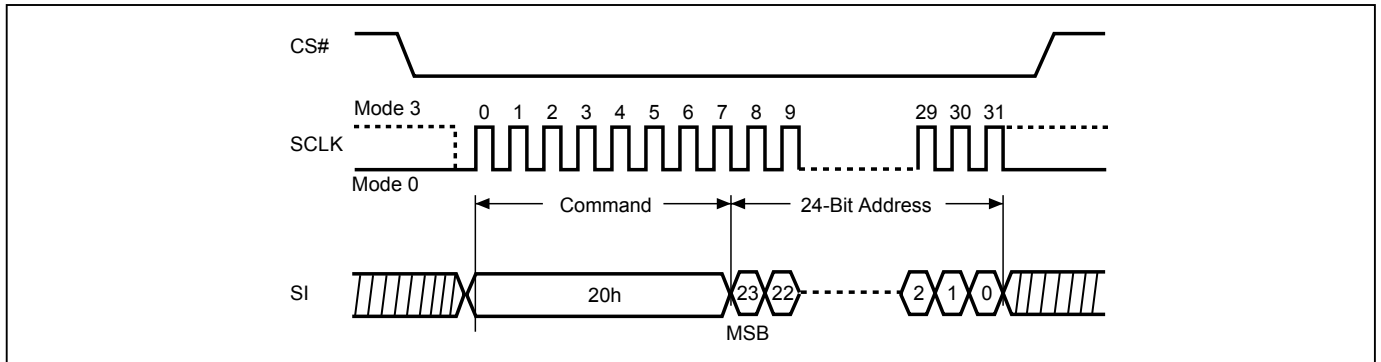 CS#
Mode 3
0 1 2 3 4 5 6 7 8 9 29 30 31
SCLK
Mode 0
Command 24-Bit Address
SI 20h 23 22 2 1 0
MSB